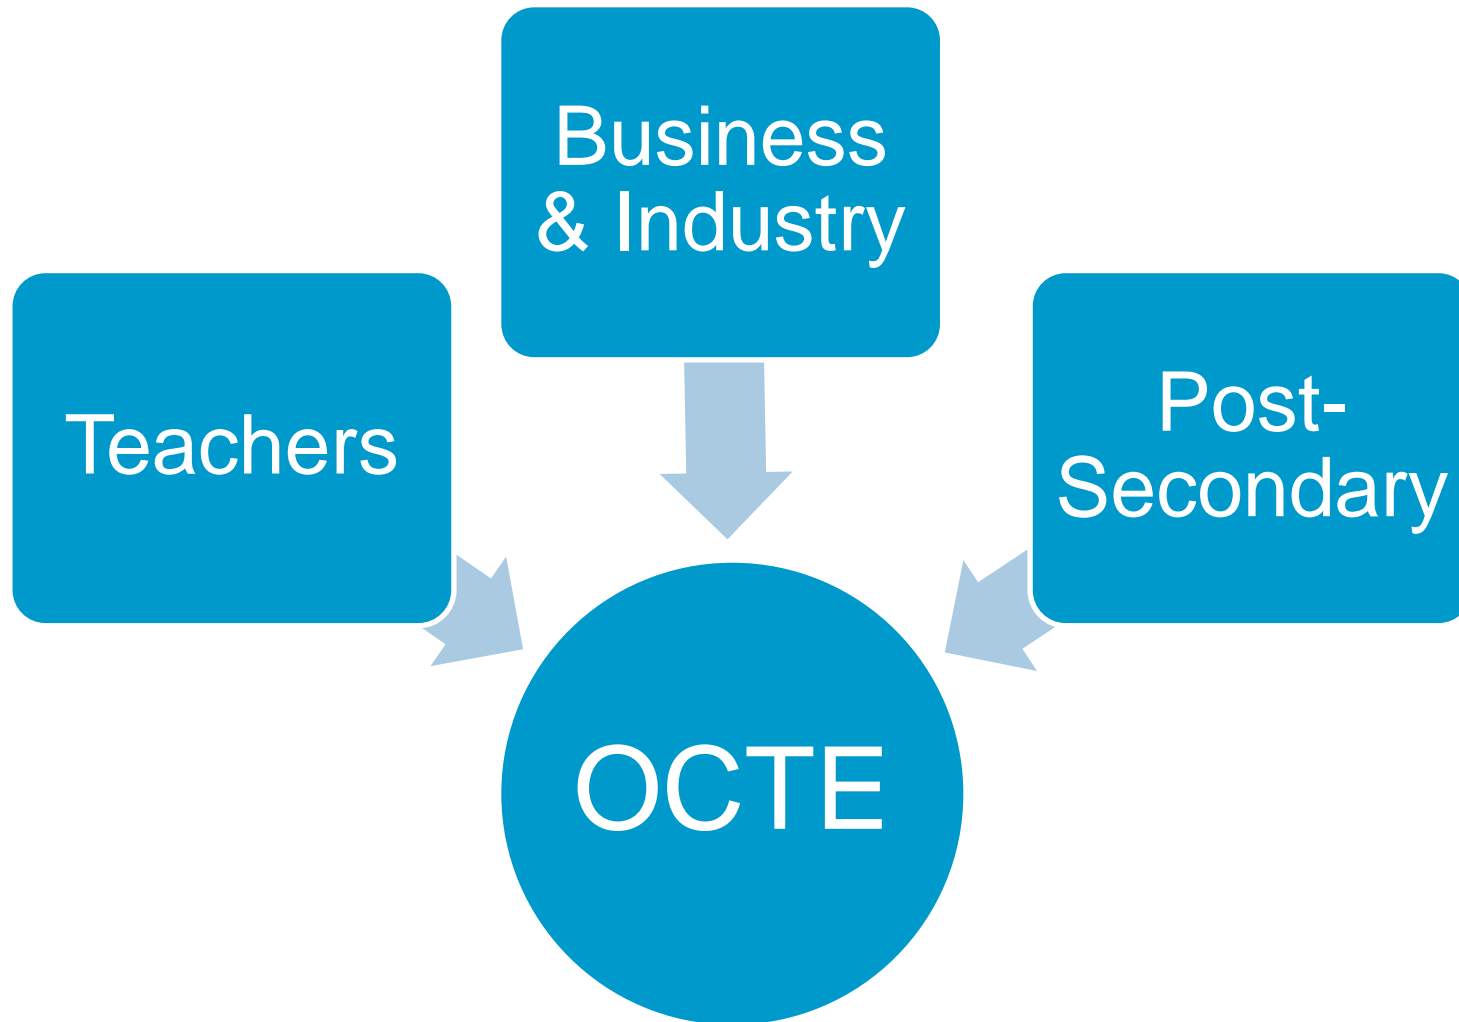 Business
& Industry
Teachers
Post-
Secondary
OCTE